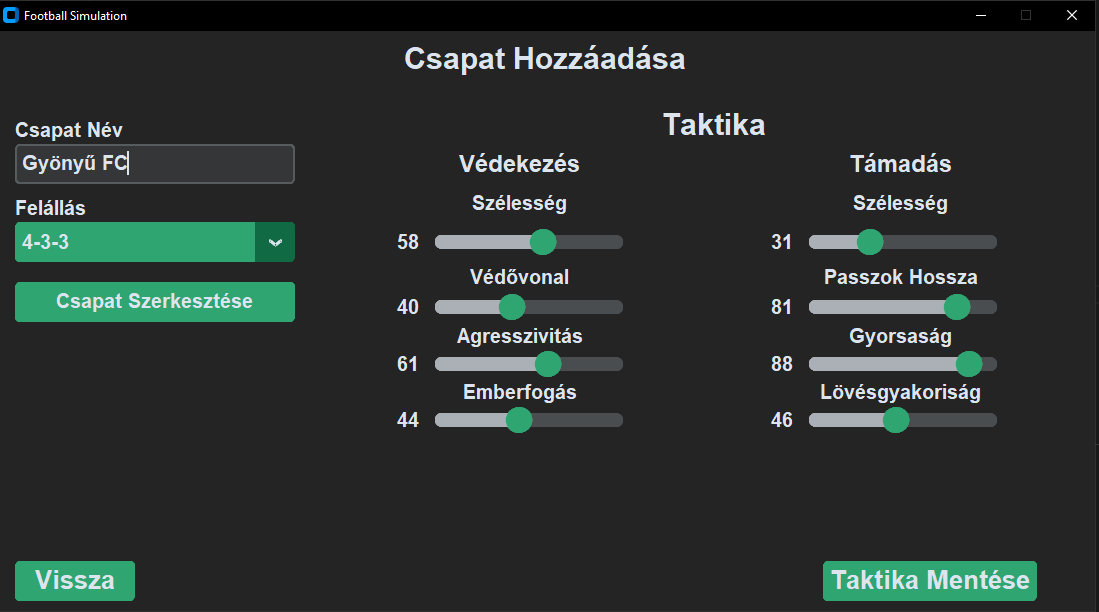 Football Simulation
Csapat Hozzáadása
Csapat Név
Gyönyű FC
Felállás
4-3-3
Csapat Szerkesztése
Taktika
Védekezés
Szélesség
58
Védővonal
40
Agresszivitás
61
Emberfogás
44
Támadás
Szélesség
31
Passzok Hossza
81
Gyorsaság
88
Lövésgyakoriság
46
Vissza
Taktika Mentése